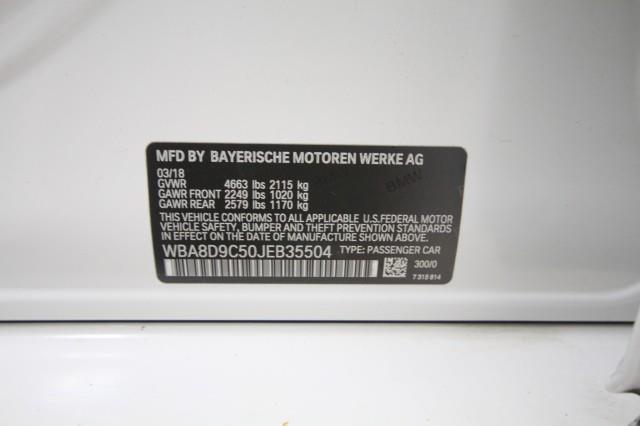 MFD BY BAYERISCHE MOTOREN WERKE AG
03/18
GVWR 4663 lbs 2115 kg
GAWR FRONT 2249 lbs 1020 kg
GAWR REAR 2579 lbs 1170 kg
THIS VEHICLE CONFORMS TO ALL APPLICABLE U.S.FEDERAL MOTOR
VEHICLE SAFETY, BUMPER AND THEFT PREVENTION STANDARDS
IN EFFECT ON THE DATE OF MANUFACTURE SHOWN ABOVE.
WBA8D9C50JEB35504 TYPE: PASSENGER CAR
300/0
7 315 814
BMW